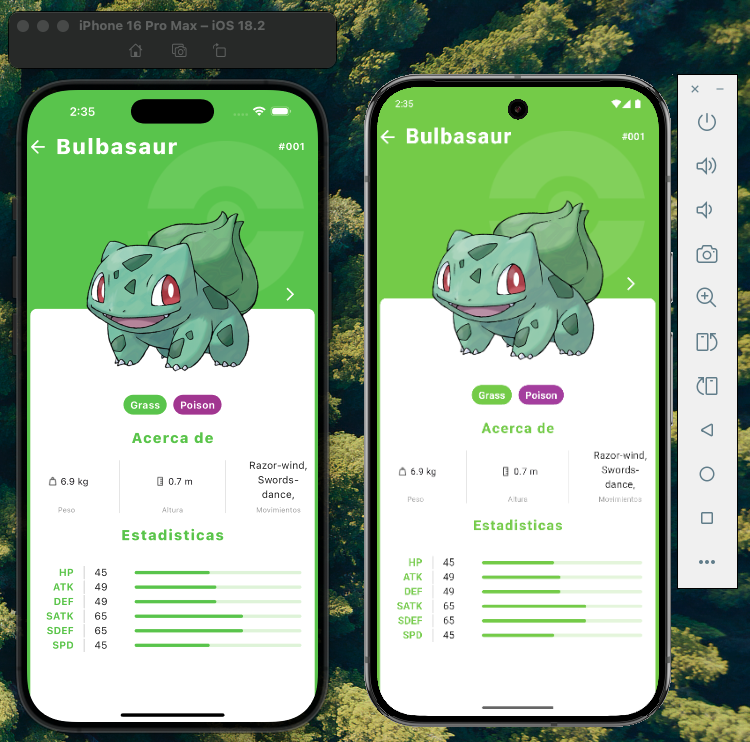 iPhone 16 Pro Max – iOS 18.2
2:35
Bulbasaur
#001
Grass
Poison
Acerca de
6.9 kg
0.7 m
Razor-wind,
Swords-
dance,
Peso
Altura
Movimientos
Estadisticas
HP 45
ATK 49
DEF 49
SATK 65
SDEF 65
SPD 45
2:35
Bulbasaur
#001
Grass
Poison
Acerca de
6.9 kg
0.7 m
Razor-wind,
Swords-
dance,
Peso
Altura
Movimientos
Estadisticas
HP 45
ATK 49
DEF 49
SATK 65
SDEF 65
SPD 45